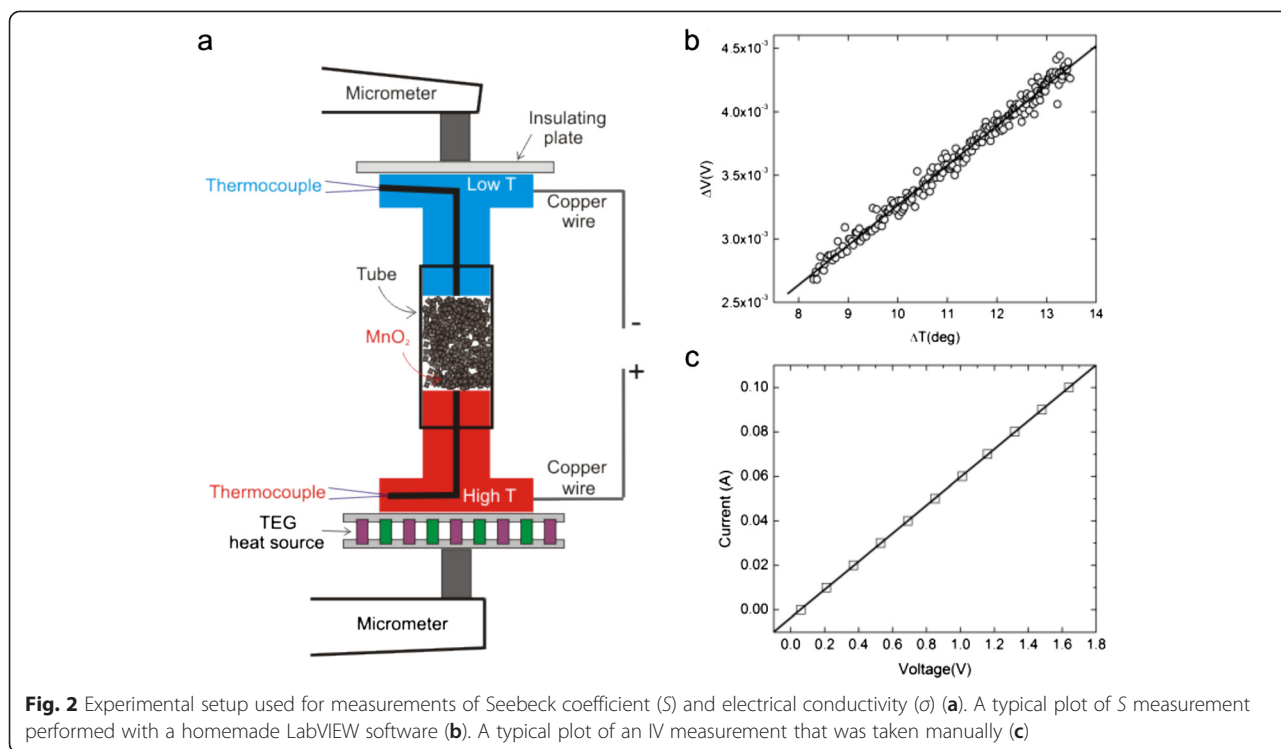 a
Micrometer
Insulating
plate
Thermocouple
Low T
Copper
wire
Tube
MnO₂
-
+
Thermocouple
High T
Copper
wire
TEG
heat source
Micrometer
b
4.5x10⁻³
4.0x10⁻³
3.5x10⁻³
3.0x10⁻³
2.5x10⁻³
ΔV(V)
8 9 10 11 12 13 14
ΔT(deg)
c
0.10
0.08
0.06
0.04
0.02
0.00
Current (A)
0.0 0.2 0.4 0.6 0.8 1.0 1.2 1.4 1.6 1.8
Voltage(V)
Fig. 2 Experimental setup used for measurements of Seebeck coefficient (S) and electrical conductivity (σ) (a). A typical plot of S measurement
performed with a homemade LabVIEW software (b). A typical plot of an IV measurement that was taken manually (c)